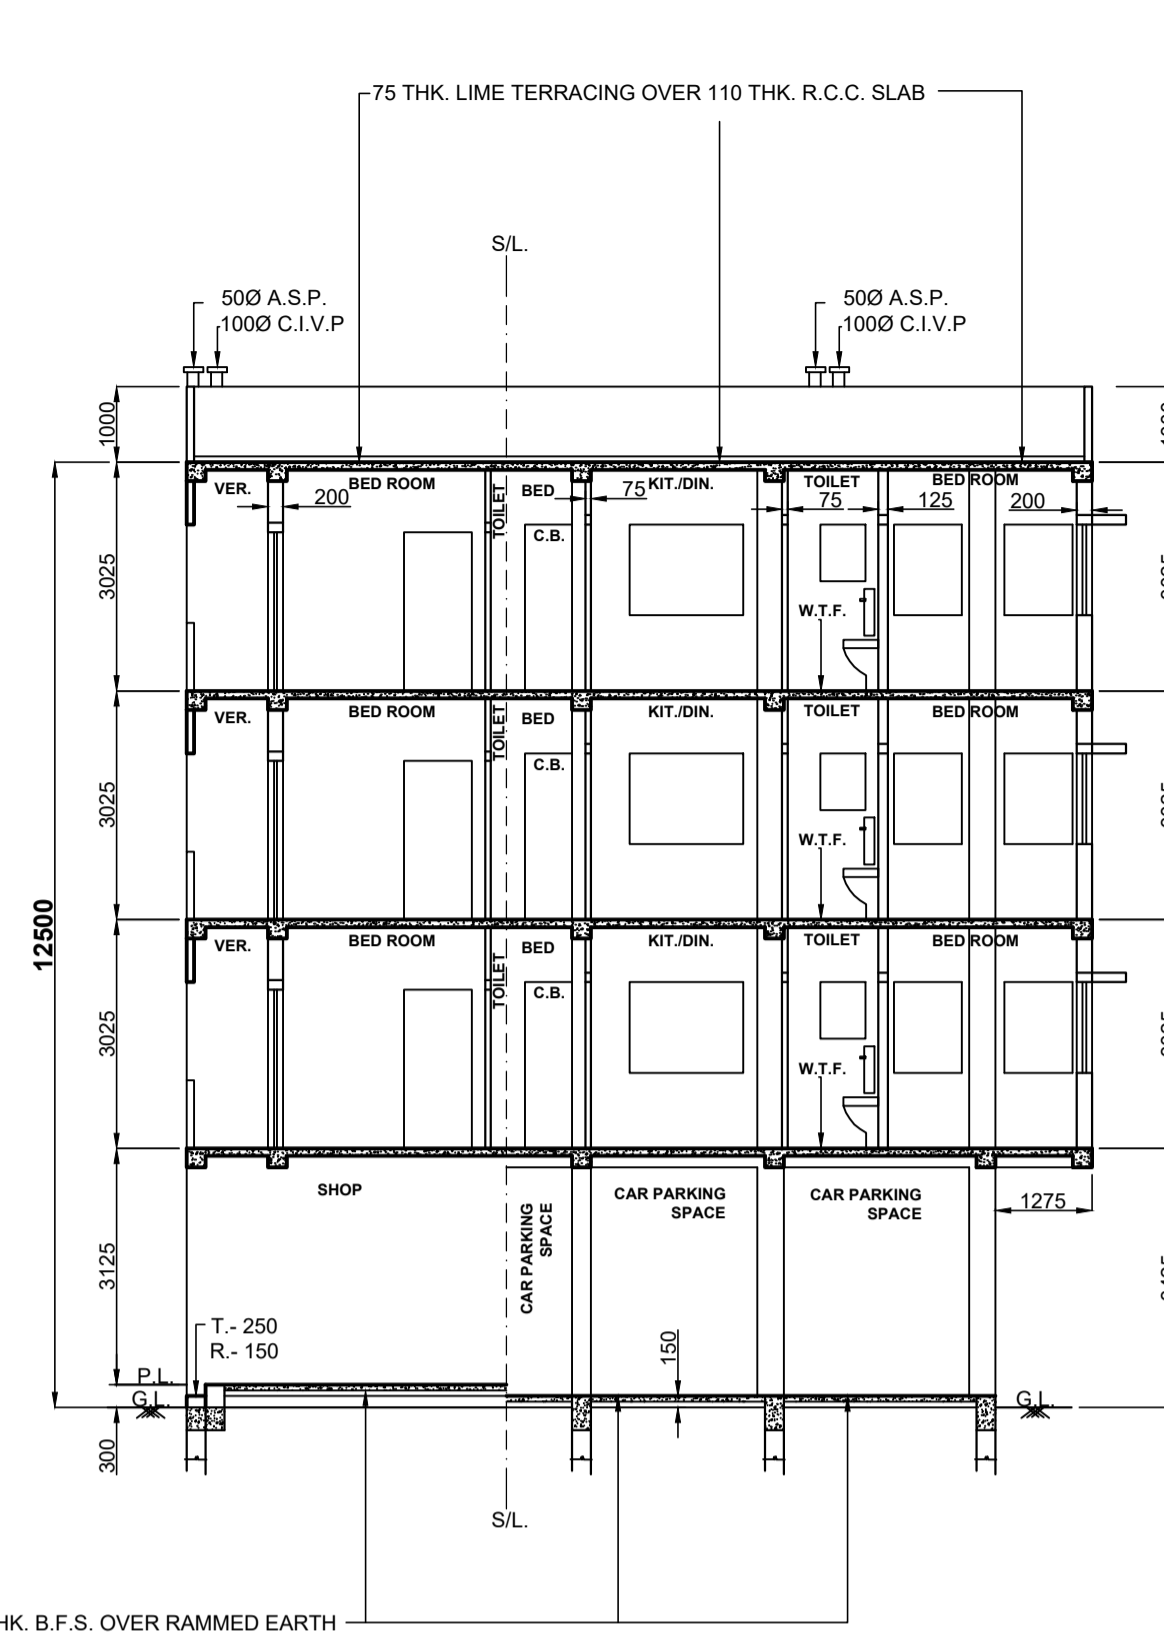 75 THK. LIME TERRACING OVER 110 THK. R.C.C. SLAB
S/L.
50Ø A.S.P.
100Ø C.I.V.P
50Ø A.S.P.
100Ø C.I.V.P
1000
VER.
200
BED ROOM
TOILET
BED
C.B.
75
KIT./DIN.
TOILET
75
125
BED ROOM
200
W.T.F.
3025
VER.
BED ROOM
TOILET
BED
C.B.
KIT./DIN.
TOILET
BED ROOM
W.T.F.
3025
12500
VER.
BED ROOM
TOILET
BED
C.B.
KIT./DIN.
TOILET
BED ROOM
W.T.F.
3025
SHOP
CAR PARKING
SPACE
CAR PARKING
SPACE
CAR PARKING
SPACE
1275
3125
T.- 250
R.- 150
150
P.L.
G.L.
G.L.
300
S/L.
THK. B.F.S. OVER RAMMED EARTH